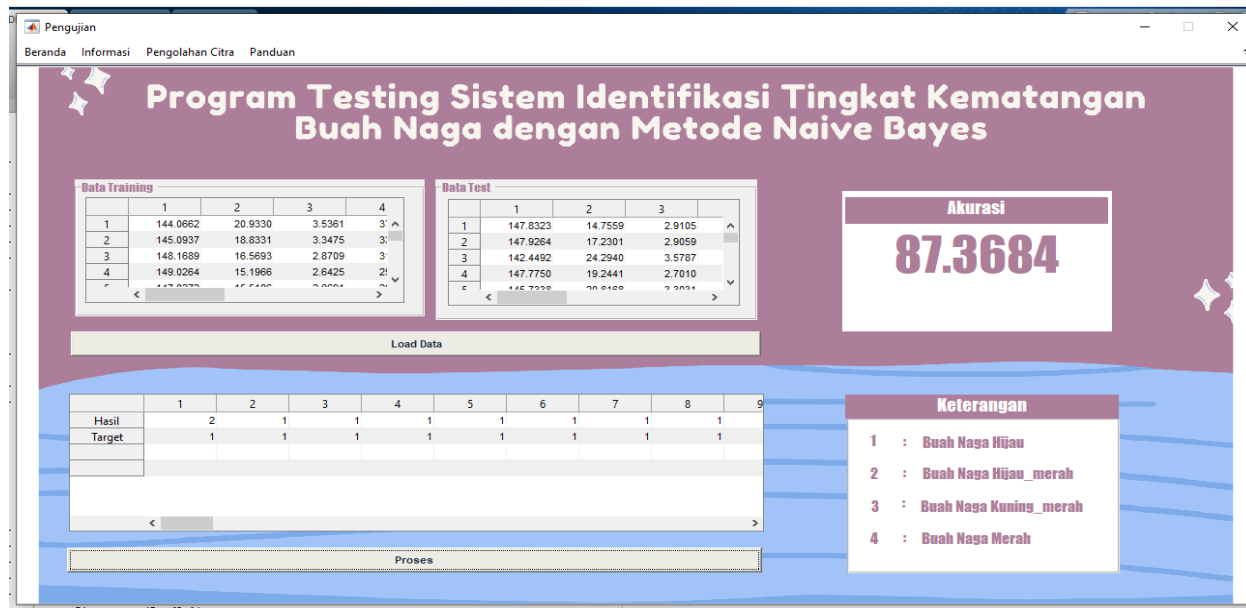 Pengujian
Beranda Informasi Pengolahan Citra Panduan
Program Testing Sistem Identifikasi Tingkat Kematangan
Buah Naga dengan Metode Naive Bayes
Data Training
1 2 3 4
1 144.0662 20.9330 3.5361
2 145.0937 18.8331 3.3475
3 148.1689 16.5693 2.8709
4 149.0264 15.1966 2.6425
Data Test
1 2 3
1 147.8323 14.7559 2.9105
2 147.9264 17.2301 2.9059
3 142.4492 24.2940 3.5787
4 147.7750 19.2441 2.7010
Akurasi
87.3684
Load Data
1 2 3 4 5 6 7 8 9
Hasil 2 1 1 1 1 1 1 1
Target 1 1 1 1 1 1 1 1
Proses
Keterangan
1 : Buah Naga Hijau
2 : Buah Naga Hijau_merah
3 : Buah Naga Kuning_merah
4 : Buah Naga Merah